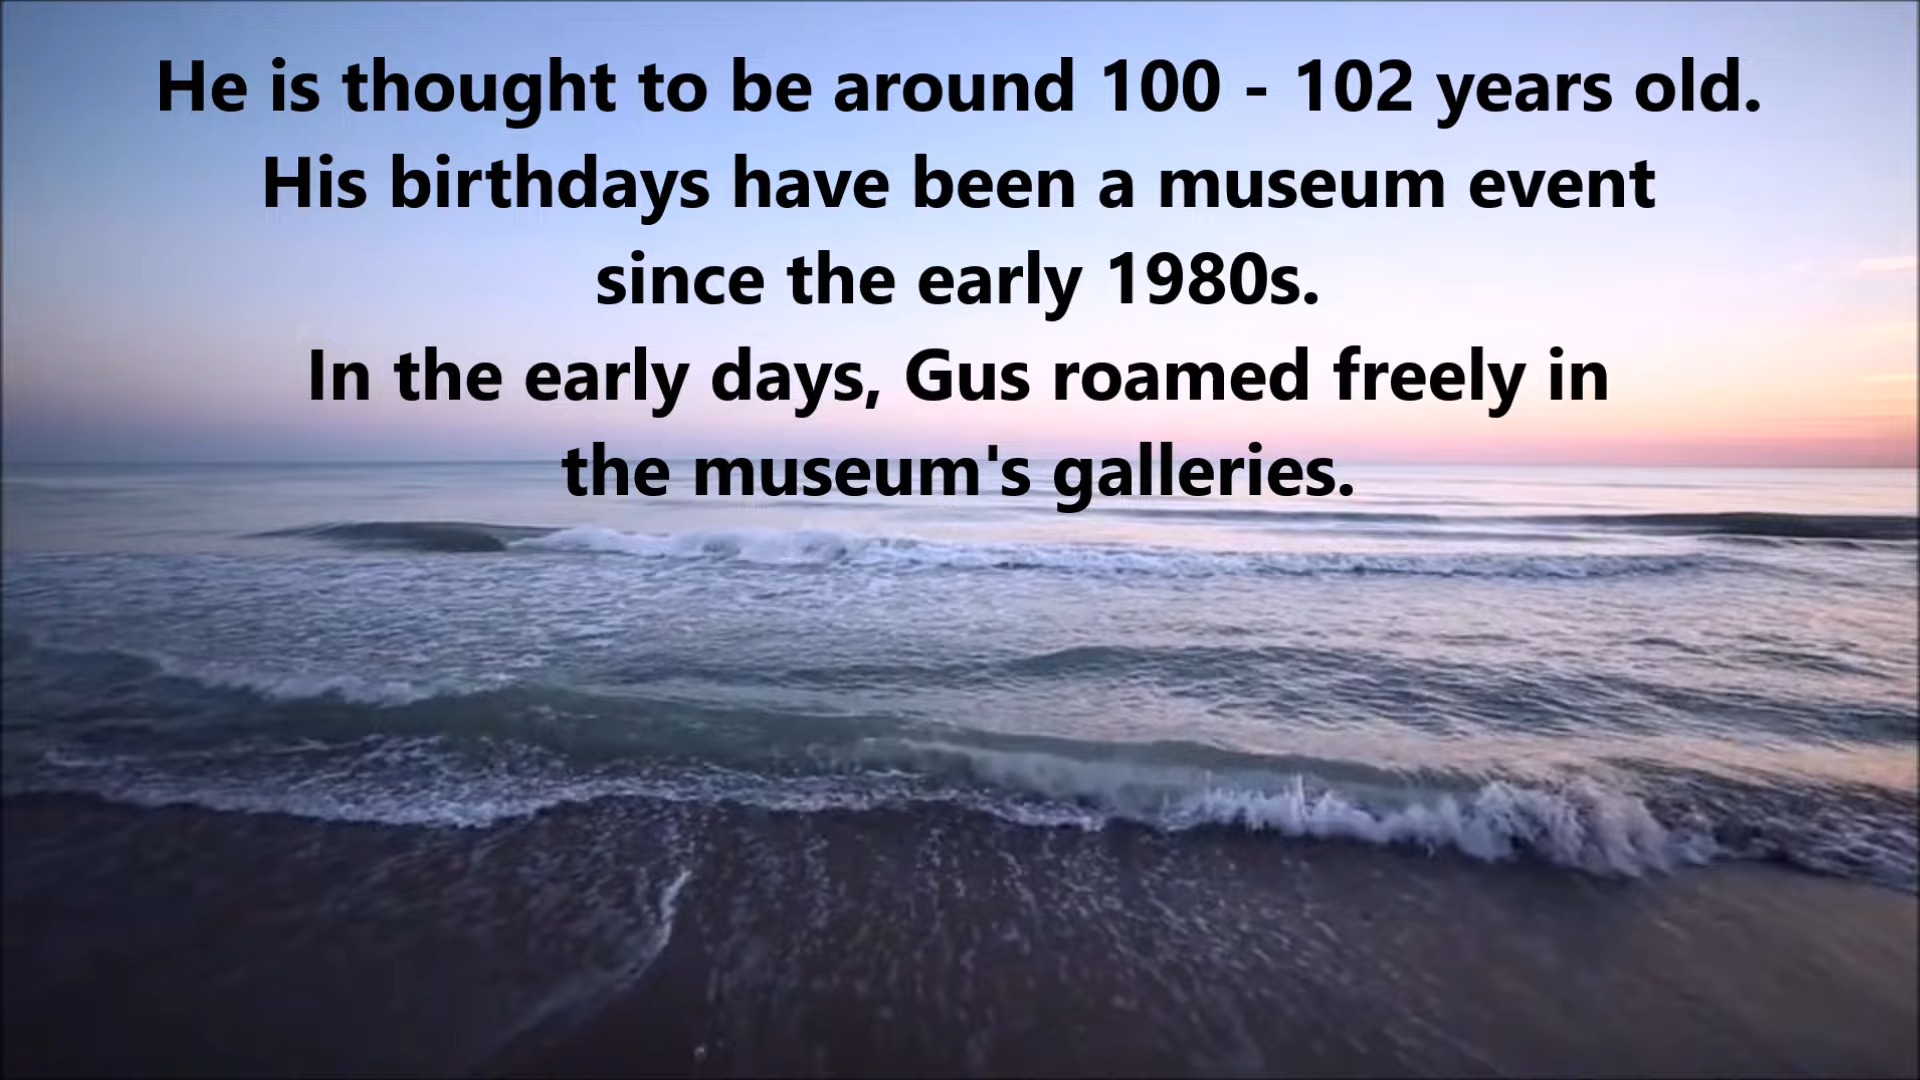 He is thought to be around 100 - 102 years old.
His birthdays have been a museum event
since the early 1980s.
In the early days, Gus roamed freely in
the museum's galleries.